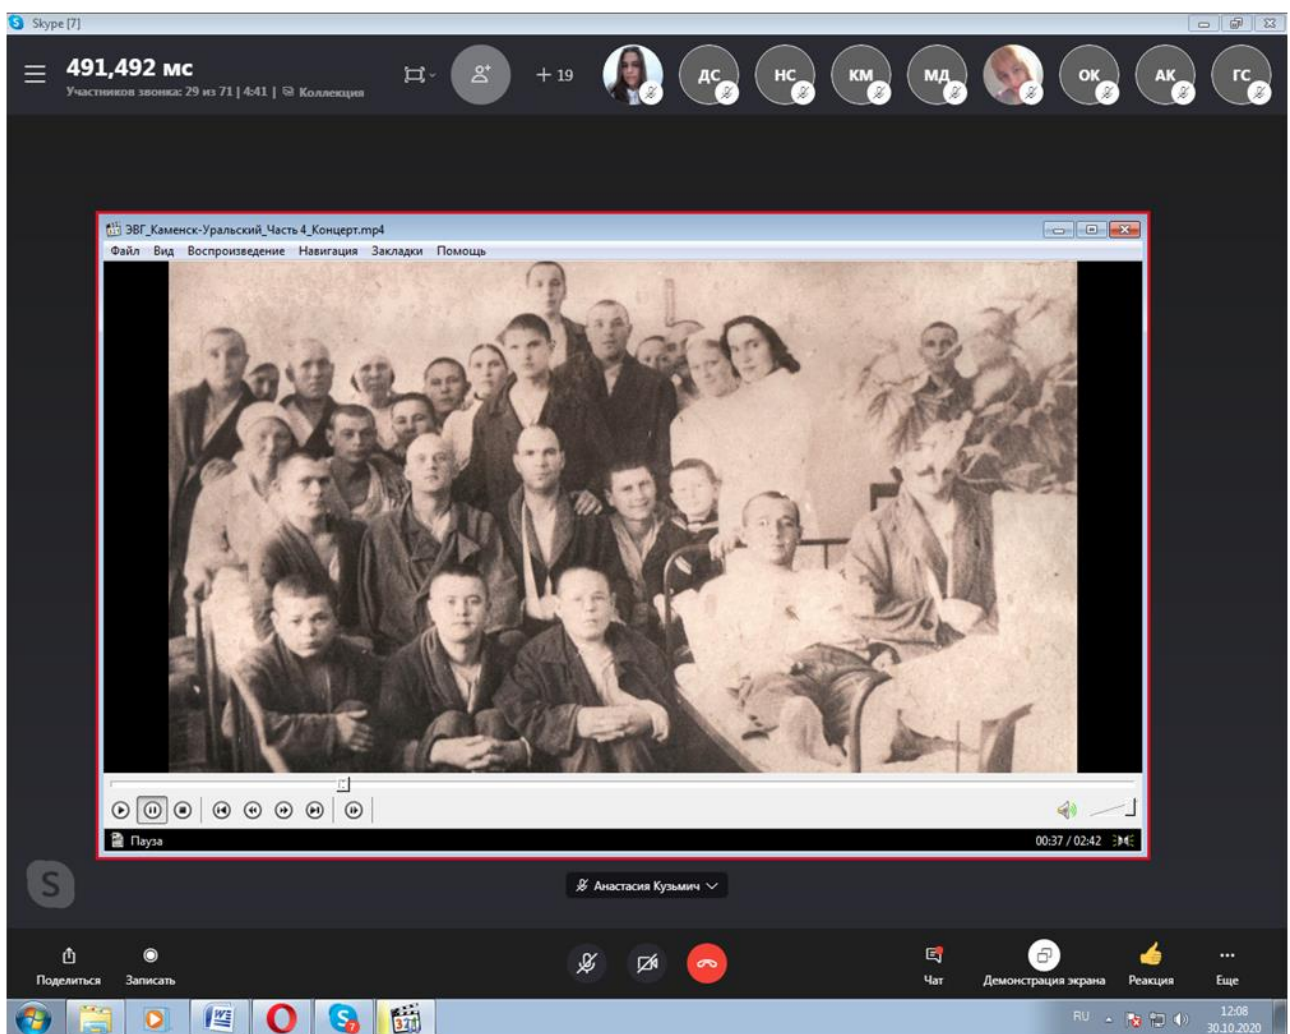 Skype [7]
491,492 мс
Участников звонка: 29 из 71 | 4:41 | Коллекция
+ 19
ДС
НС
КМ
МД
ОК
АК
ГС
ЭВГ_Каменск-Уральский_Часть 4_Концерт.mp4
Файл Вид Воспроизведение Навигация Закладки Помощь
Пауза
00:37 / 02:42
S
Анастасия Кузьмич
Поделиться
Записать
Чат
Демонстрация экрана
Реакция
Еще
W
S
7
321
RU
12:08
30.10.2020